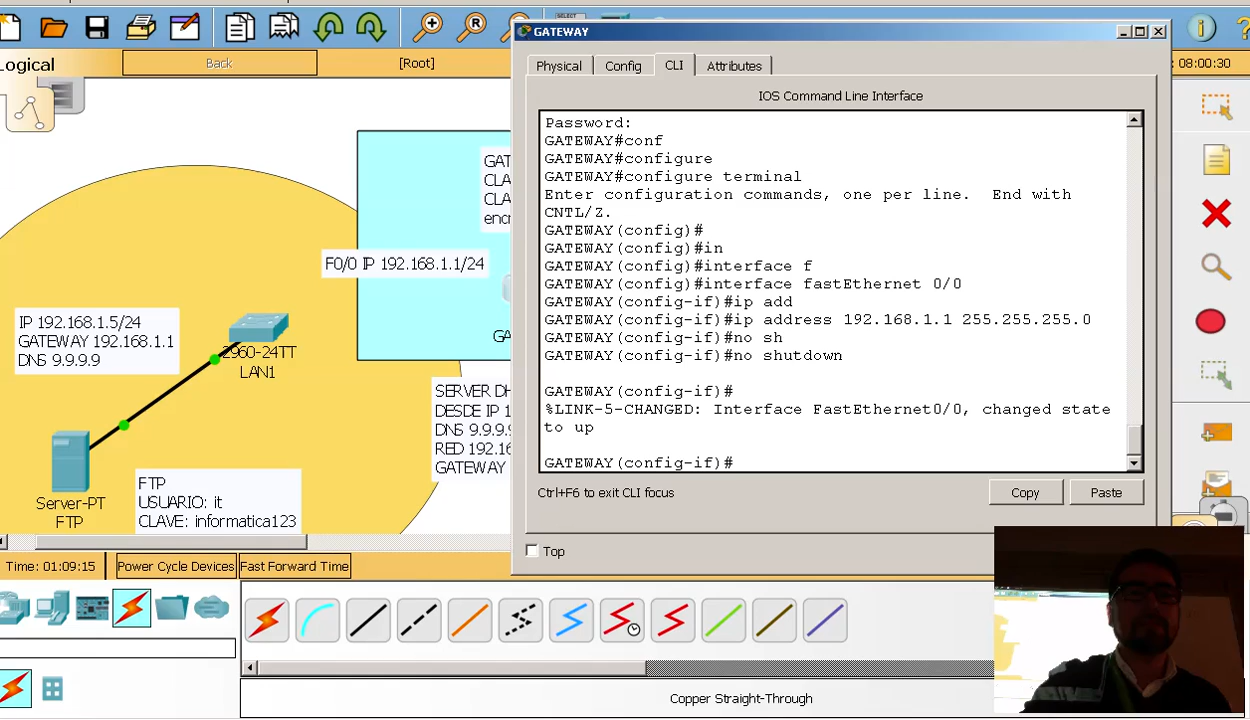 SELECT
GATEWAY
Logical
Back
[Root]
: 08:00:30
Physical
Config
CLI
Attributes
IOS Command Line Interface
Password:
GATEWAY#conf
GATEWAY#configure
GATEWAY#configure terminal
Enter configuration commands, one per line.  End with
CNTL/Z.
GATEWAY(config)#
GATEWAY(config)#in
GATEWAY(config)#interface f
GATEWAY(config)#interface fastEthernet 0/0
GATEWAY(config-if)#ip add
GATEWAY(config-if)#ip address 192.168.1.1 255.255.255.0
GATEWAY(config-if)#no sh
GATEWAY(config-if)#no shutdown
GATEWAY(config-if)#
%LINK-5-CHANGED: Interface FastEthernet0/0, changed state
to up
GATEWAY(config-if)#
Ctrl+F6 to exit CLI focus
Copy
Paste
Top
GAT
CLA
CLA
encr
F0/0 IP 192.168.1.1/24
GA
IP 192.168.1.5/24
GATEWAY 192.168.1.1
DNS 9.9.9.9
2960-24TT
LAN1
SERVER DH
DESDE IP 1
DNS 9.9.9.9
RED 192.16
GATEWAY
Server-PT
FTP
FTP
USUARIO: it
CLAVE: informatica123
Time: 01:09:15
Power Cycle Devices
Fast Forward Time
Copper Straight-Through